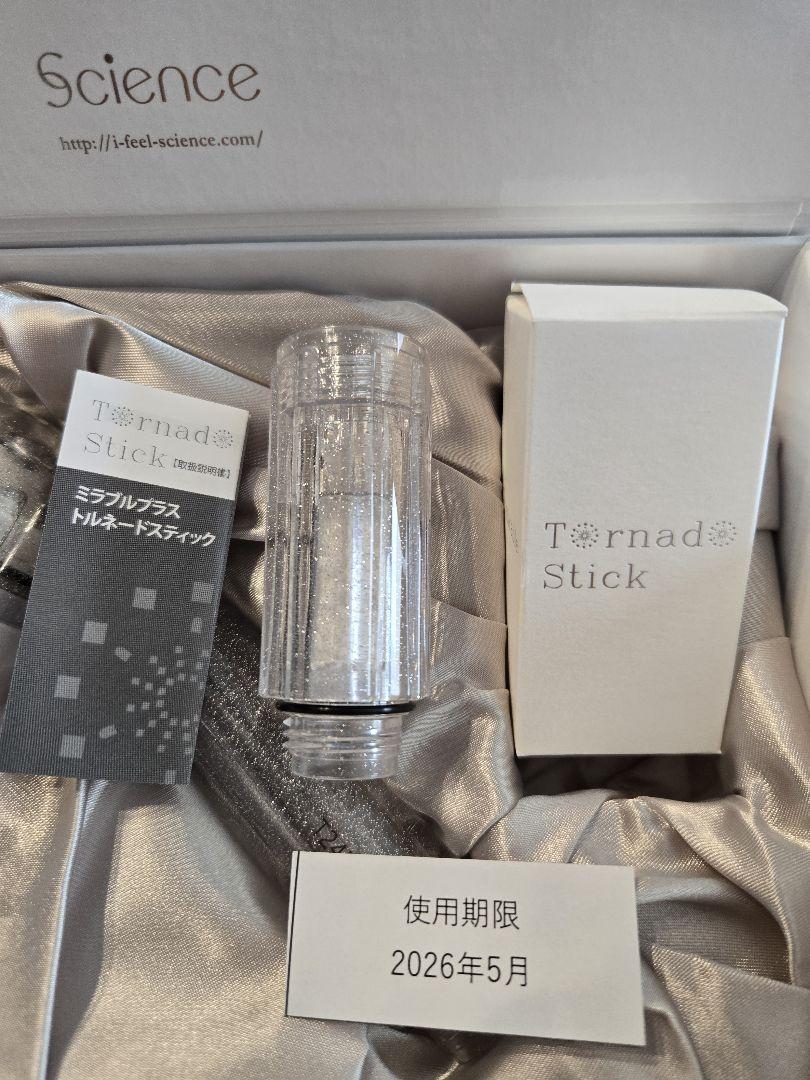 Science
http://i-feel-science.com/
Tornado
Stick【取扱説明書】
ミラブルプラス
トルネードスティック
Tornado
Stick
T24
使用期限
2026年5月